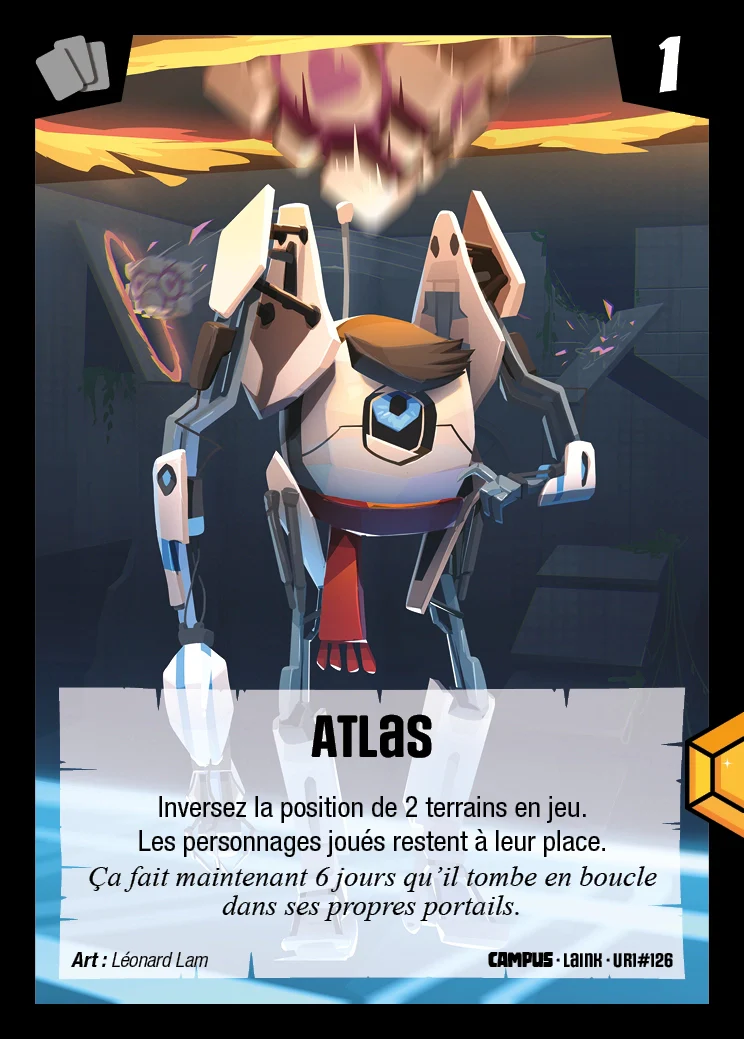 1
ATLas
Inversez la position de 2 terrains en jeu.
Les personnages joués restent à leur place.
Ça fait maintenant 6 jours qu’il tombe en boucle
dans ses propres portails.
Art : Léonard Lam
CAMPUS · LaINK · UR1#126